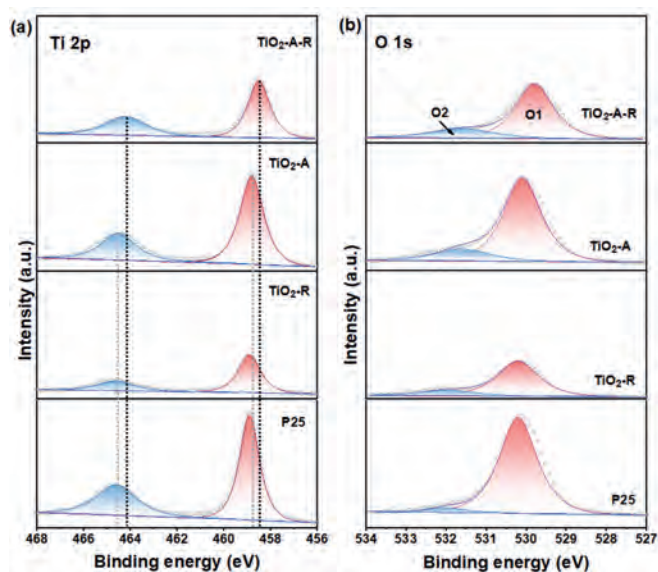 (a)
Ti 2p
TiO₂-A-R
TiO₂-A
TiO₂-R
P25
Intensity (a.u.)
468 466 464 462 460 458 456
Binding energy (eV)
(b)
O 1s
O2
O1
TiO₂-A-R
TiO₂-A
TiO₂-R
P25
Intensity (a.u.)
534 533 532 531 530 529 528 527
Binding energy (eV)